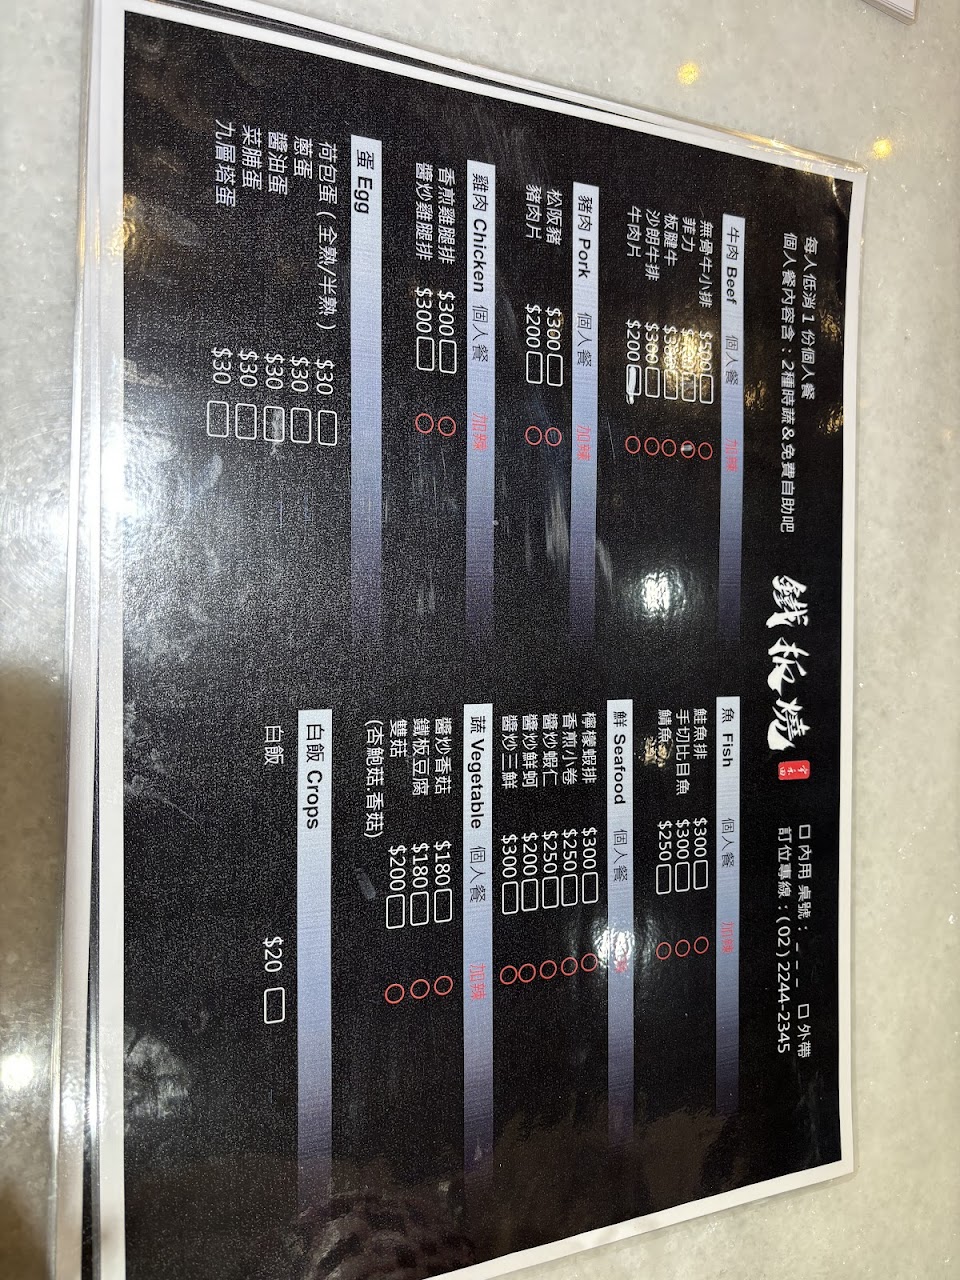 每人低消1份個人餐
個人餐內容含：2種時蔬&免費自助吧
鐵板燒
□內用 桌號：_ _ _ □外帶
訂位專線：(02) 2244-2345
牛肉 Beef 個人餐 加辣
無骨牛小排 $500
菲力
板腱牛
沙朗牛排 $300
牛肉片 $200
豬肉 Pork 個人餐 加辣
松阪豬 $300
豬肉片 $200
雞肉 Chicken 個人餐 加辣
香煎雞腿排 $300
醬炒雞腿排 $300
蛋 Egg
荷包蛋（全熟/半熟） $30
蔥蛋 $30
醬油蛋 $30
菜脯蛋 $30
九層塔蛋 $30
魚 Fish 個人餐 加辣
鮭魚排 $300
手切比目魚 $300
鯖魚 $250
鮮 Seafood 個人餐
檸檬蝦排 $300
香煎小卷 $250
醬炒蝦仁 $250
醬炒鮮蚵 $200
醬炒三鮮 $300
蔬 Vegetable 個人餐 加辣
醬炒香菇 $180
鐵板豆腐 $180
雙菇 $200
(杏鮑菇.香菇)
白飯 Crops
白飯 $20